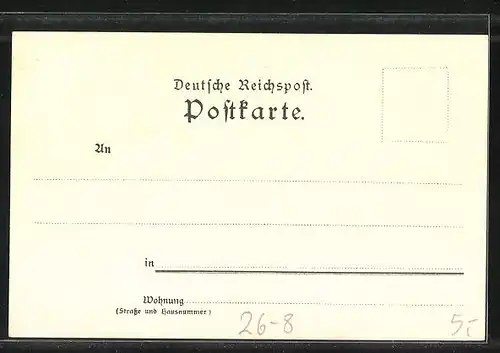 Deutſche Reichspoſt.
Poſtkarte.
An
in
Wohnung
(Straße und Hausnummer)
26-8 5,-